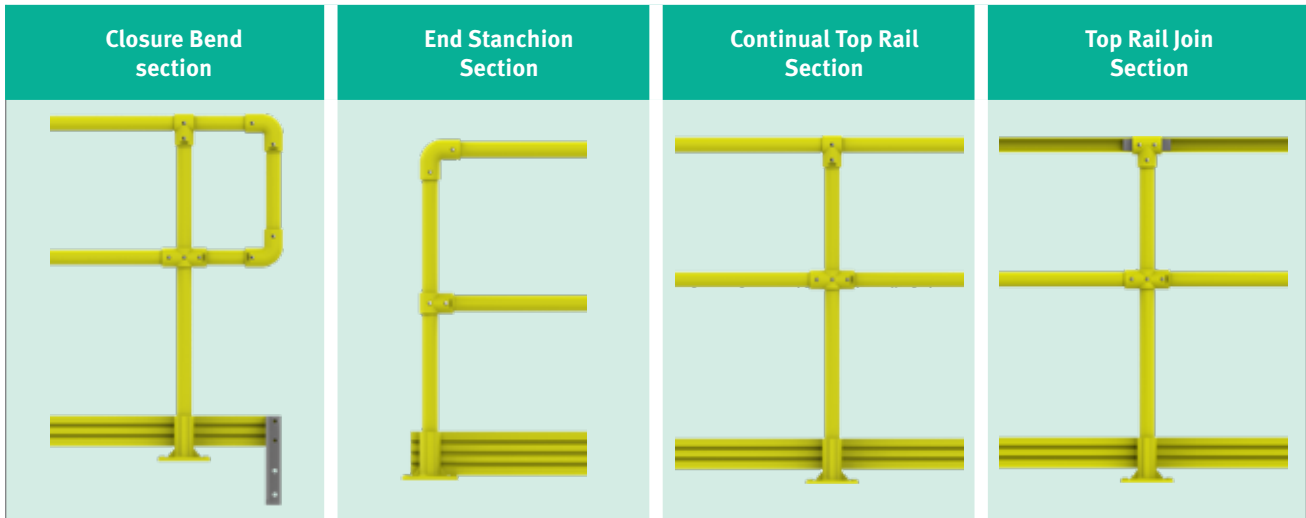 Closure Bend
section
End Stanchion
Section
Continual Top Rail
Section
Top Rail Join
Section